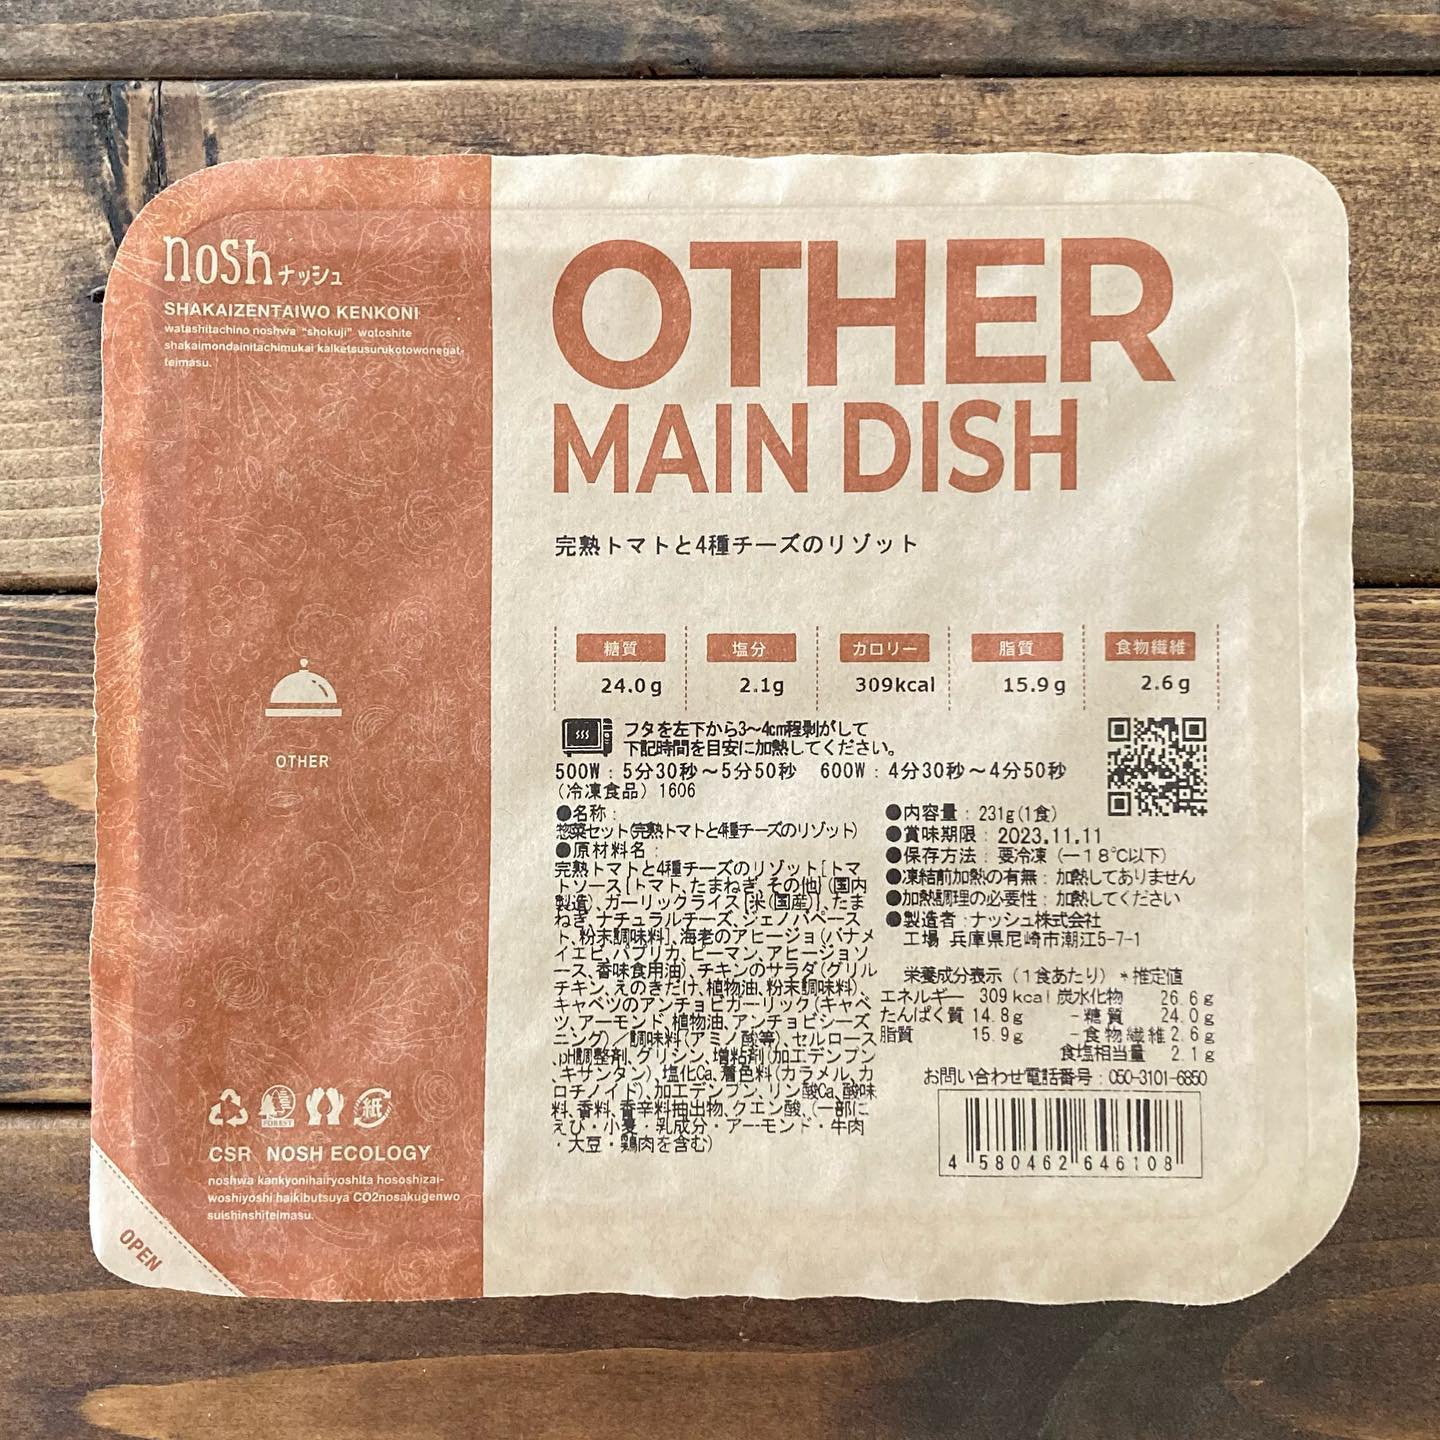 nosh ナッシュ
SHAKAIZENTAIWO KENKONI
watashitachino noshwa "shokuji" wotoshite
shakaimondainitachimukai kaiketsusurukotowonegat-
teimasu.
OTHER
CSR NOSH ECOLOGY
noshwa kankyonihairyoshita hososhizai-
woshiyoshi haikibutsuya CO2nosakugenwo
suishinshiteimasu.
OPEN
FOREST
紙
OTHER
MAIN DISH
完熟トマトと4種チーズのリゾット
糖質 塩分 カロリー 脂質 食物繊維
24.0g 2.1g 309kcal 15.9g 2.6g
フタを左下から3〜4cm程剥がして
下記時間を目安に加熱してください。
500W：5分30秒〜5分50秒 600W：4分30秒〜4分50秒
（冷凍食品）1606
●名称：
惣菜セット(完熟トマトと4種チーズのリゾット)
●原材料名：
完熟トマトと4種チーズのリゾット[トマ
トソース{トマト、たまねぎ、その他}(国内
製造)、ガーリックライス{米(国産)}、たま
ねぎ、ナチュラルチーズ、ジェノバペース
ト、粉末調味料]、海老のアヒージョ(バナメ
イエビ、パプリカ、ピーマン、アヒージョソ
ース、香味食用油)、チキンのサラダ(グリル
チキン、えのきだけ、植物油、粉末調味料)、
キャベツのアンチョビガーリック(キャベ
ツ、アーモンド、植物油、アンチョビシーズ
ニング)／調味料(アミノ酸等)、セルロース
、pH調整剤、グリシン、増粘剤(加工デンプン
、キサンタン)、塩化Ca、着色料(カラメル、カ
ロチノイド)、加工デンプン、リン酸Ca、酸味
料、香料、香辛料抽出物、クエン酸、(一部に
えび・小麦・乳成分・アーモンド・牛肉
・大豆・鶏肉を含む)
●内容量：231g(1食)
●賞味期限：2023.11.11
●保存方法：要冷凍（ー18℃以下）
●凍結前加熱の有無：加熱してありません
●加熱調理の必要性：加熱してください
●製造者：ナッシュ株式会社
工場 兵庫県尼崎市潮江5-7-1
栄養成分表示（1食あたり）＊推定値
エネルギー 309kcal 炭水化物 26.6g
たんぱく質 14.8g －糖質 24.0g
脂質 15.9g －食物繊維 2.6g
食塩相当量 2.1g
お問い合わせ電話番号：050-3101-6850
4 580462 646108